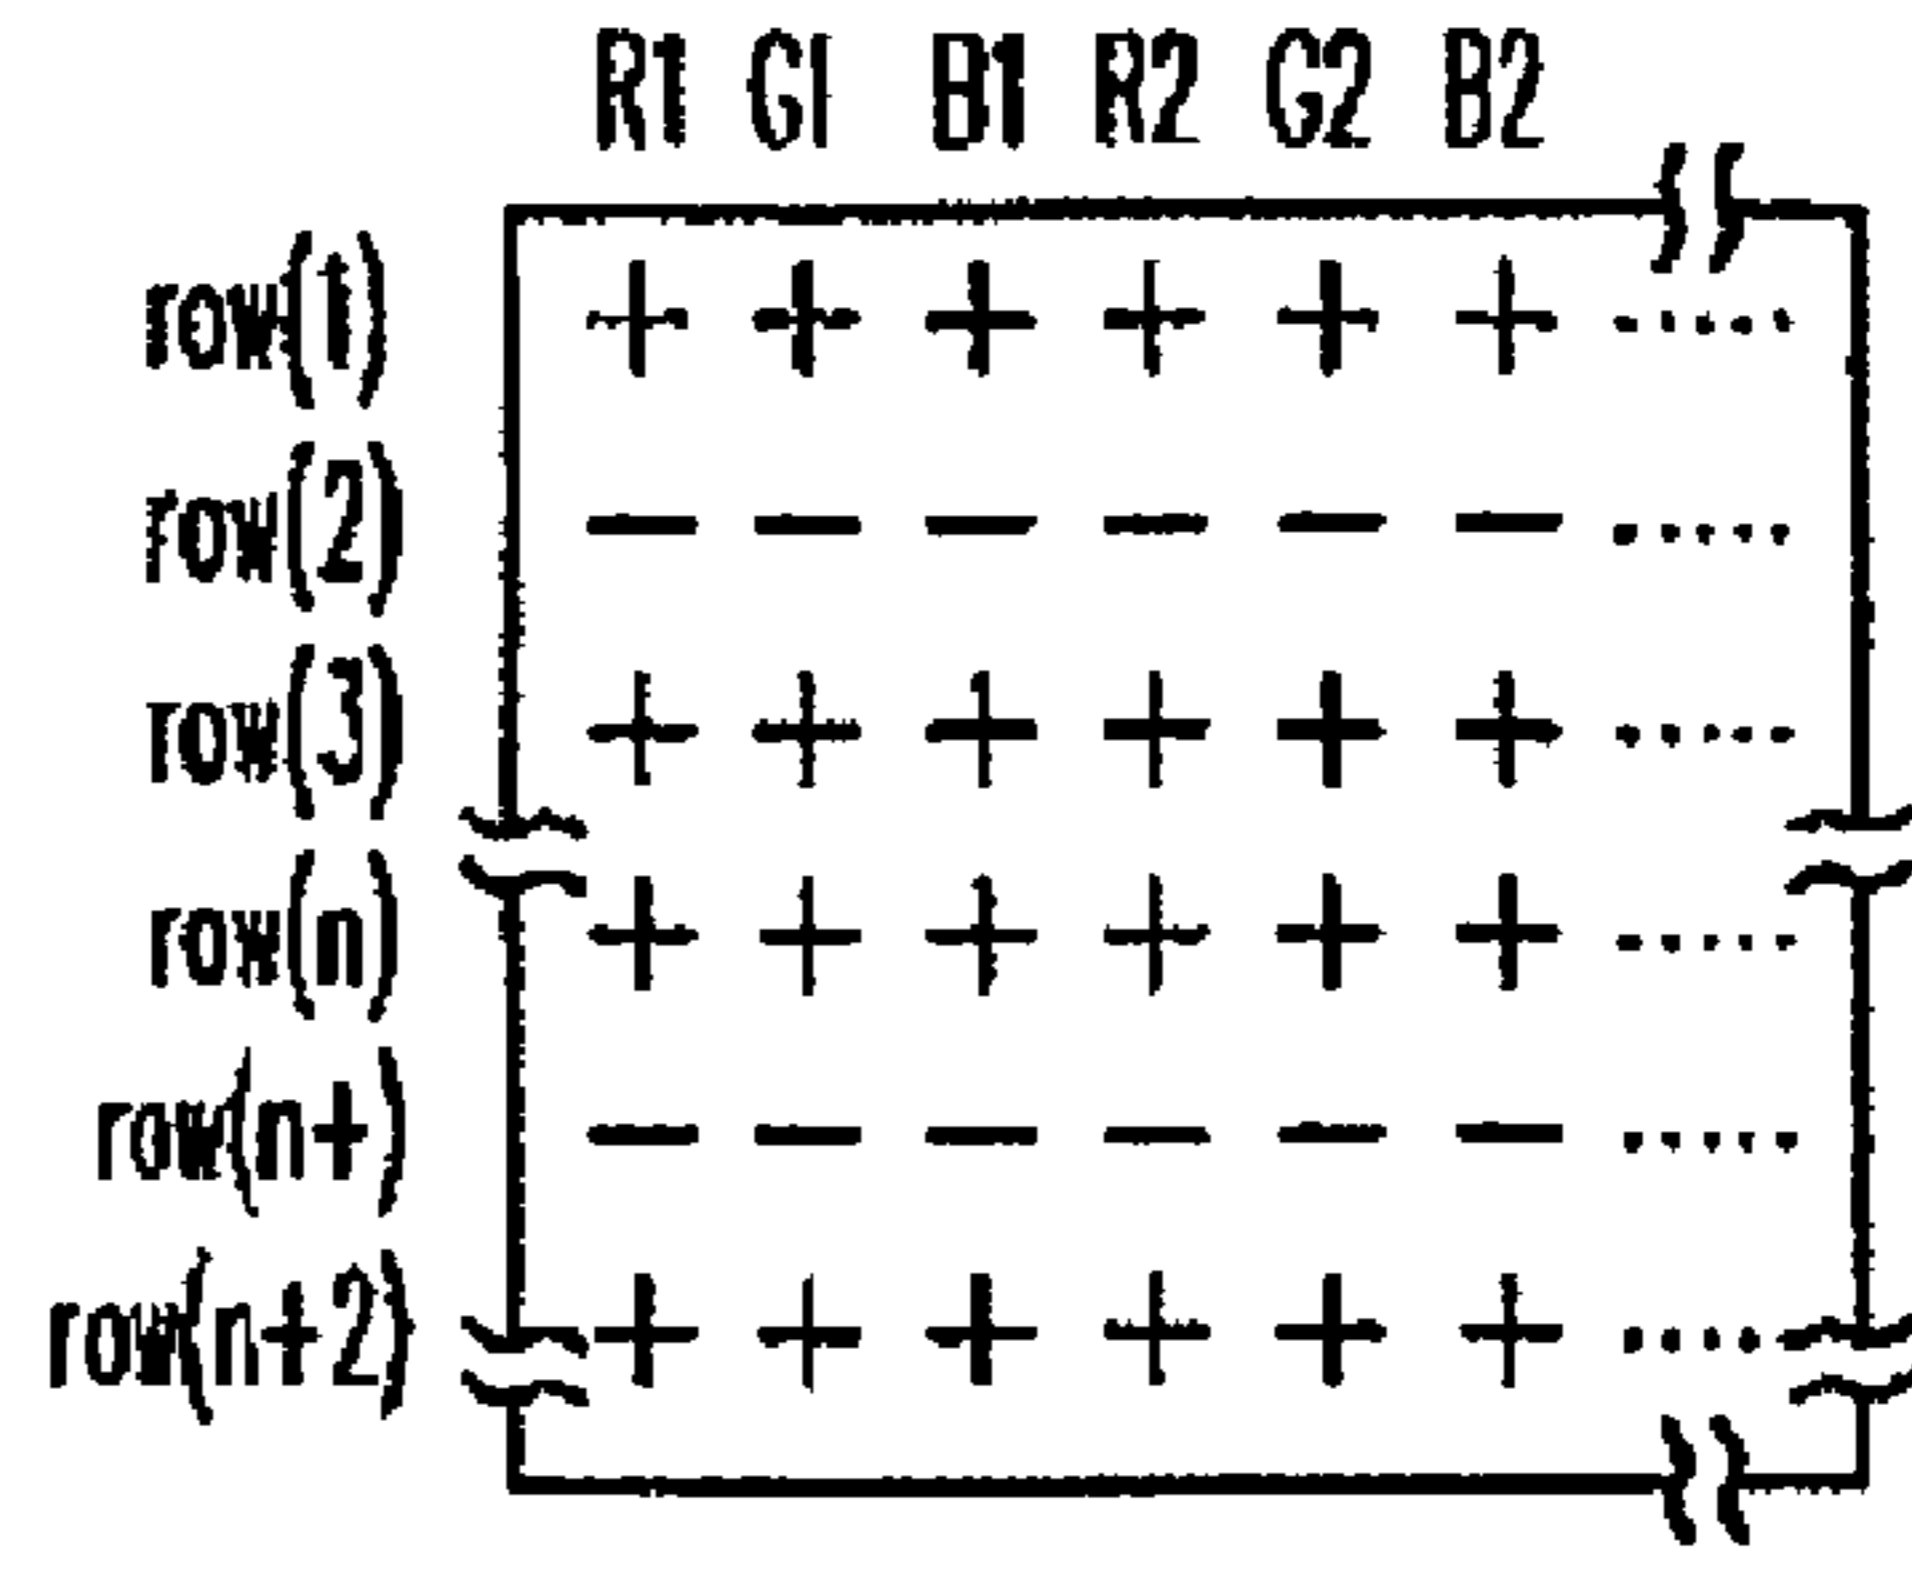 R1 G1 B1 R2 G2 B2
row(1) + + + + + + .....
row(2) − − − − − − .....
row(3) + + + + + + .....
row(n) + + + + + + .....
row(n+) − − − − − − .....
row(n+2) + + + + + + ....